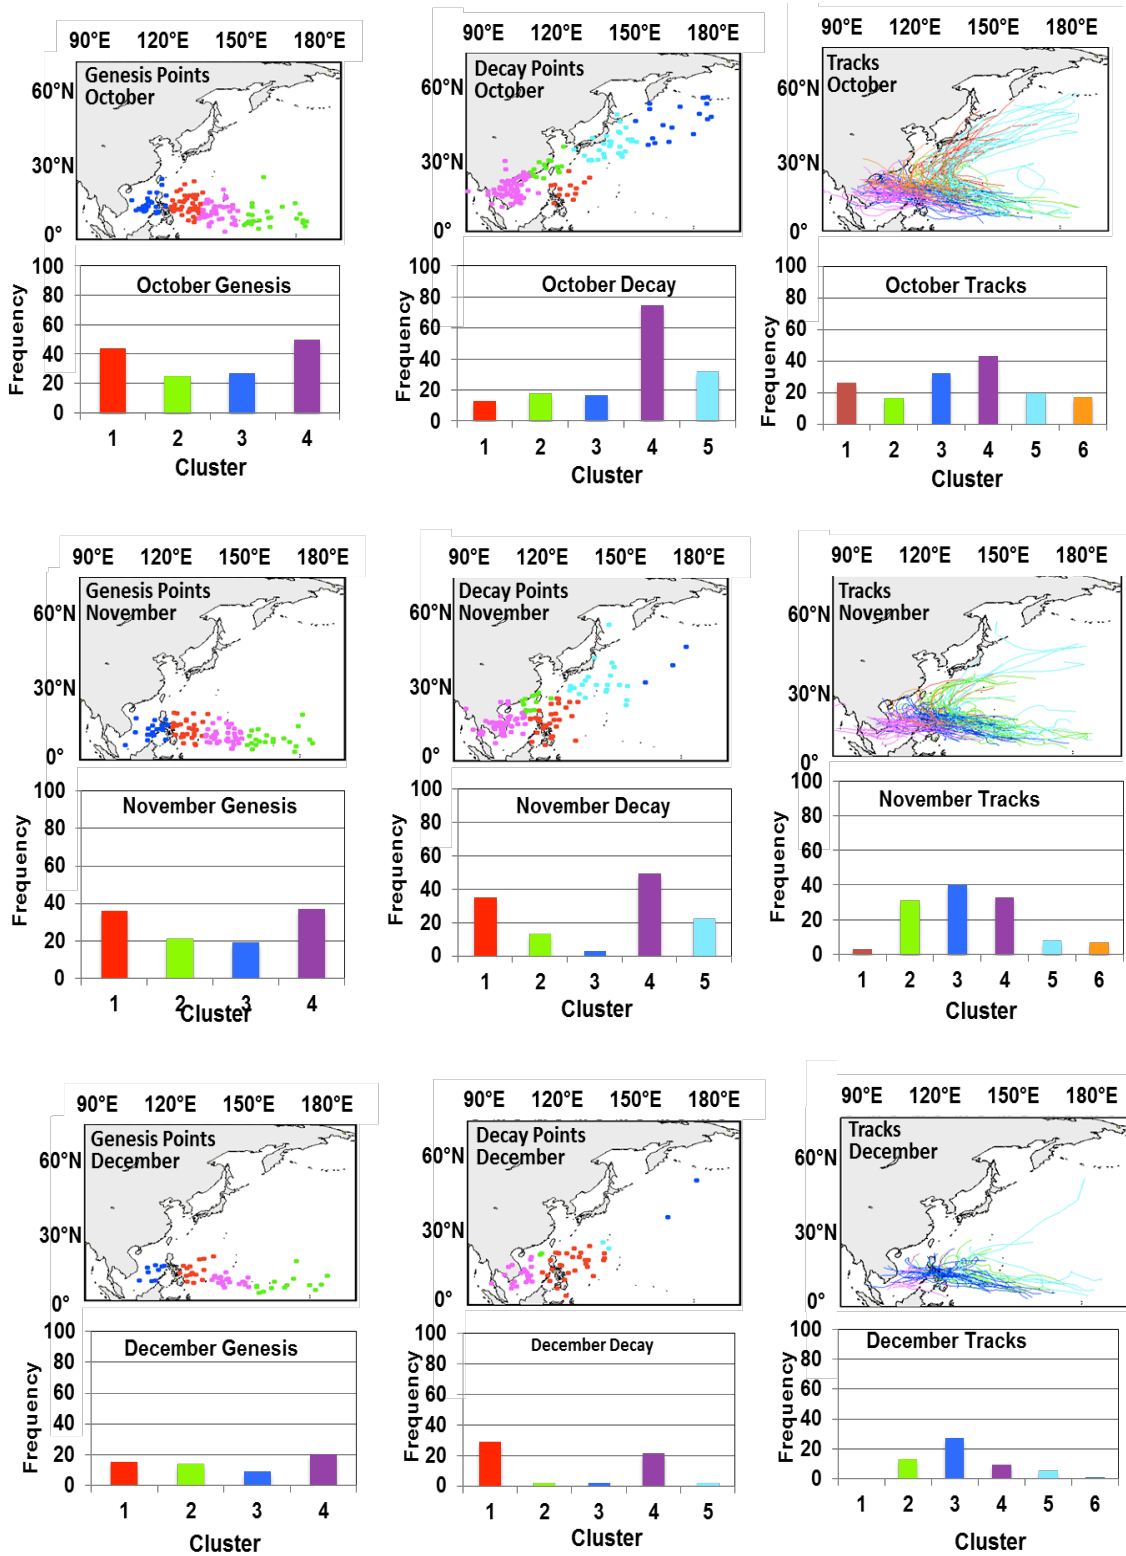 90°E 120°E 150°E 180°E
Genesis Points
October
60°N
30°N
0°
90°E 120°E 150°E 180°E
Decay Points
October
60°N
30°N
0°
90°E 120°E 150°E 180°E
Tracks
October
60°N
30°N
0°
October Genesis
Frequency
100
80
60
40
20
0
1 2 3 4
Cluster
October Decay
Frequency
100
80
60
40
20
0
1 2 3 4 5
Cluster
October Tracks
Frequency
100
80
60
40
20
0
1 2 3 4 5 6
Cluster
90°E 120°E 150°E 180°E
Genesis Points
November
60°N
30°N
0°
90°E 120°E 150°E 180°E
Decay Points
November
60°N
30°N
0°
90°E 120°E 150°E 180°E
Tracks
November
60°N
30°N
0°
November Genesis
Frequency
100
80
60
40
20
0
1 2 3 4
Cluster
November Decay
Frequency
100
80
60
40
20
0
1 2 3 4 5
Cluster
November Tracks
Frequency
100
80
60
40
20
0
1 2 3 4 5 6
Cluster
90°E 120°E 150°E 180°E
Genesis Points
December
60°N
30°N
0°
90°E 120°E 150°E 180°E
Decay Points
December
60°N
30°N
0°
90°E 120°E 150°E 180°E
Tracks
December
60°N
30°N
0°
December Genesis
Frequency
100
80
60
40
20
0
1 2 3 4
Cluster
December Decay
Frequency
100
80
60
40
20
0
1 2 3 4 5
Cluster
December Tracks
Frequency
100
80
60
40
20
0
1 2 3 4 5 6
Cluster